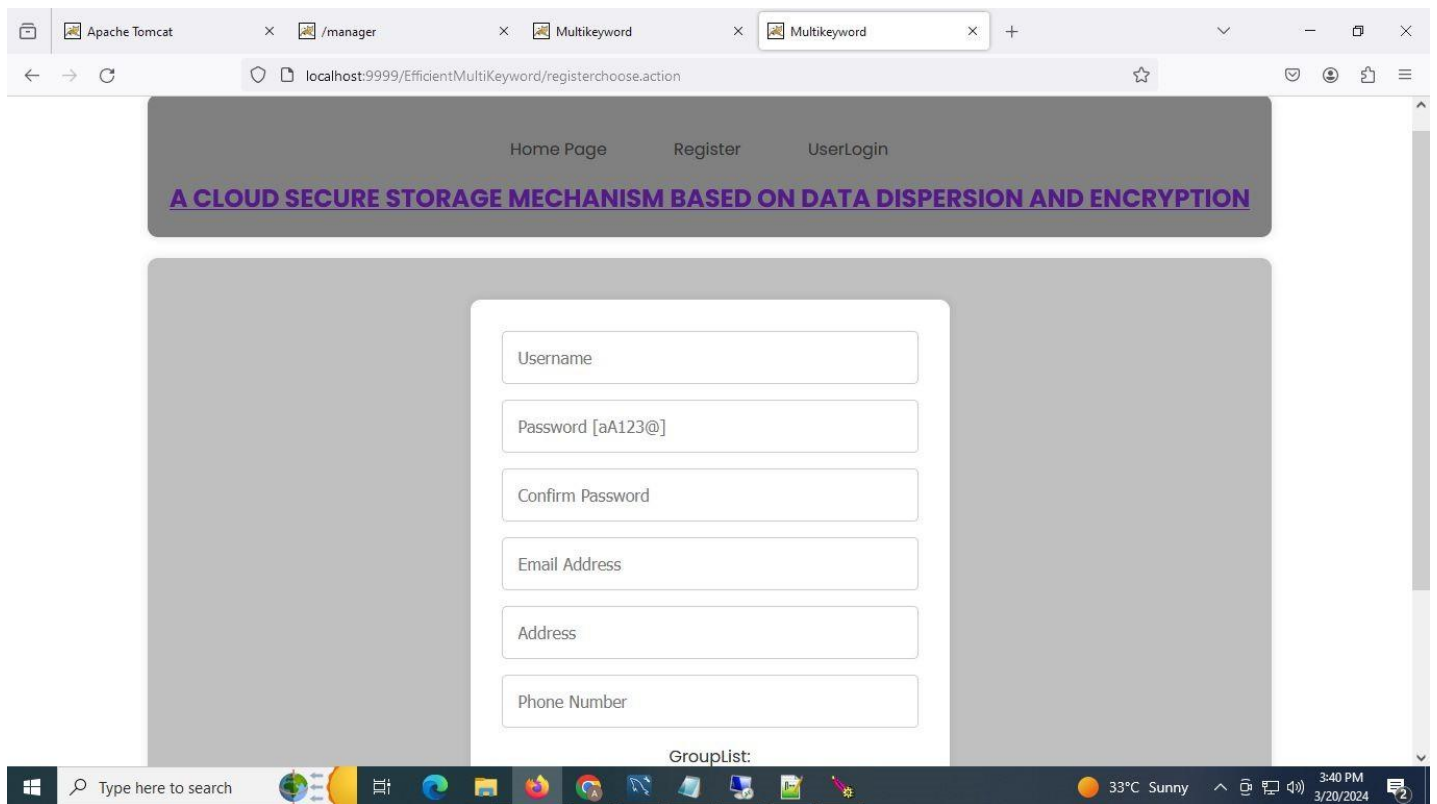 Apache Tomcat
/manager
Multikeyword
Multikeyword
localhost:9999/EfficientMultiKeyword/registerchoose.action
Home Page Register UserLogin
A CLOUD SECURE STORAGE MECHANISM BASED ON DATA DISPERSION AND ENCRYPTION
Username
Password [aA123@]
Confirm Password
Email Address
Address
Phone Number
GroupList:
Type here to search
33°C Sunny
3:40 PM
3/20/2024
2